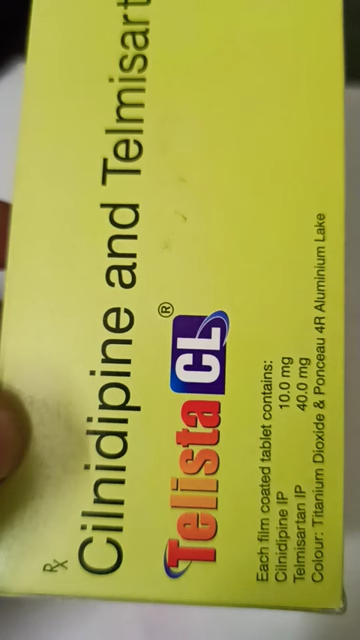 Rx
Cilnidipine and Telmisart
Telista CL®
Each film coated tablet contains:
Cilnidipine IP 10.0 mg
Telmisartan IP 40.0 mg
Colour: Titanium Dioxide & Ponceau 4R Aluminium Lake